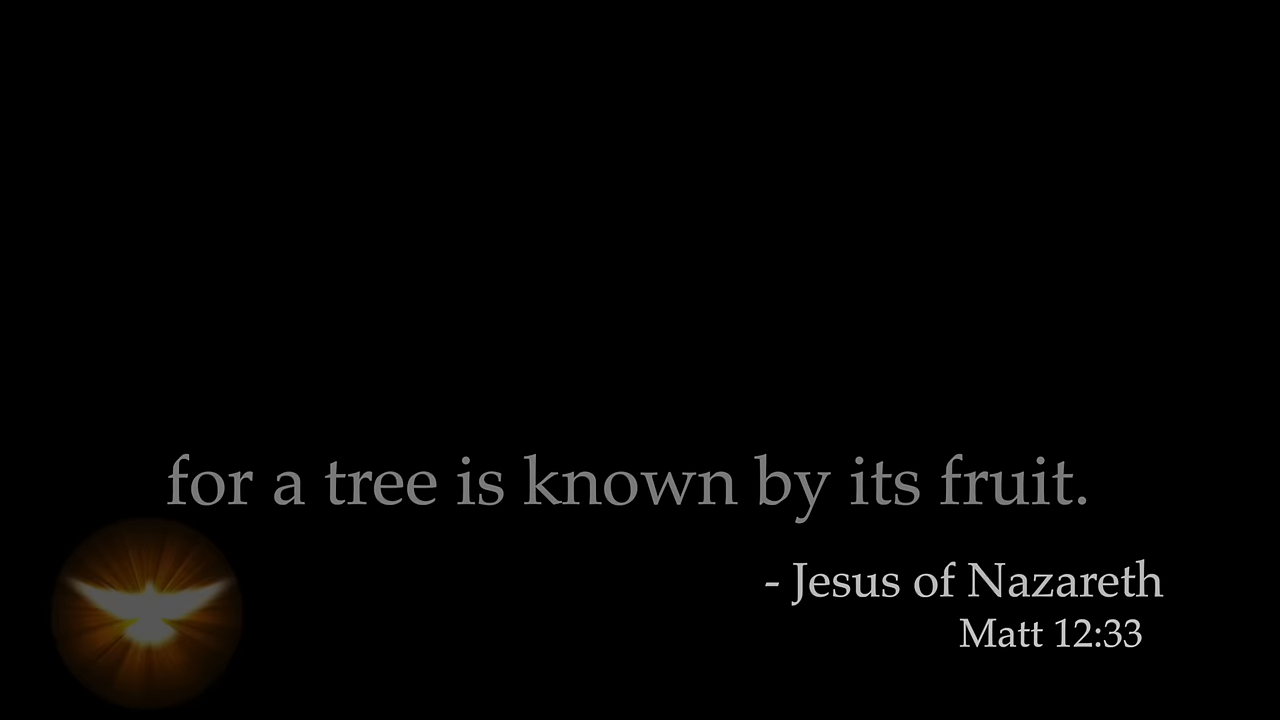 for a tree is known by its fruit.
- Jesus of Nazareth
Matt 12:33